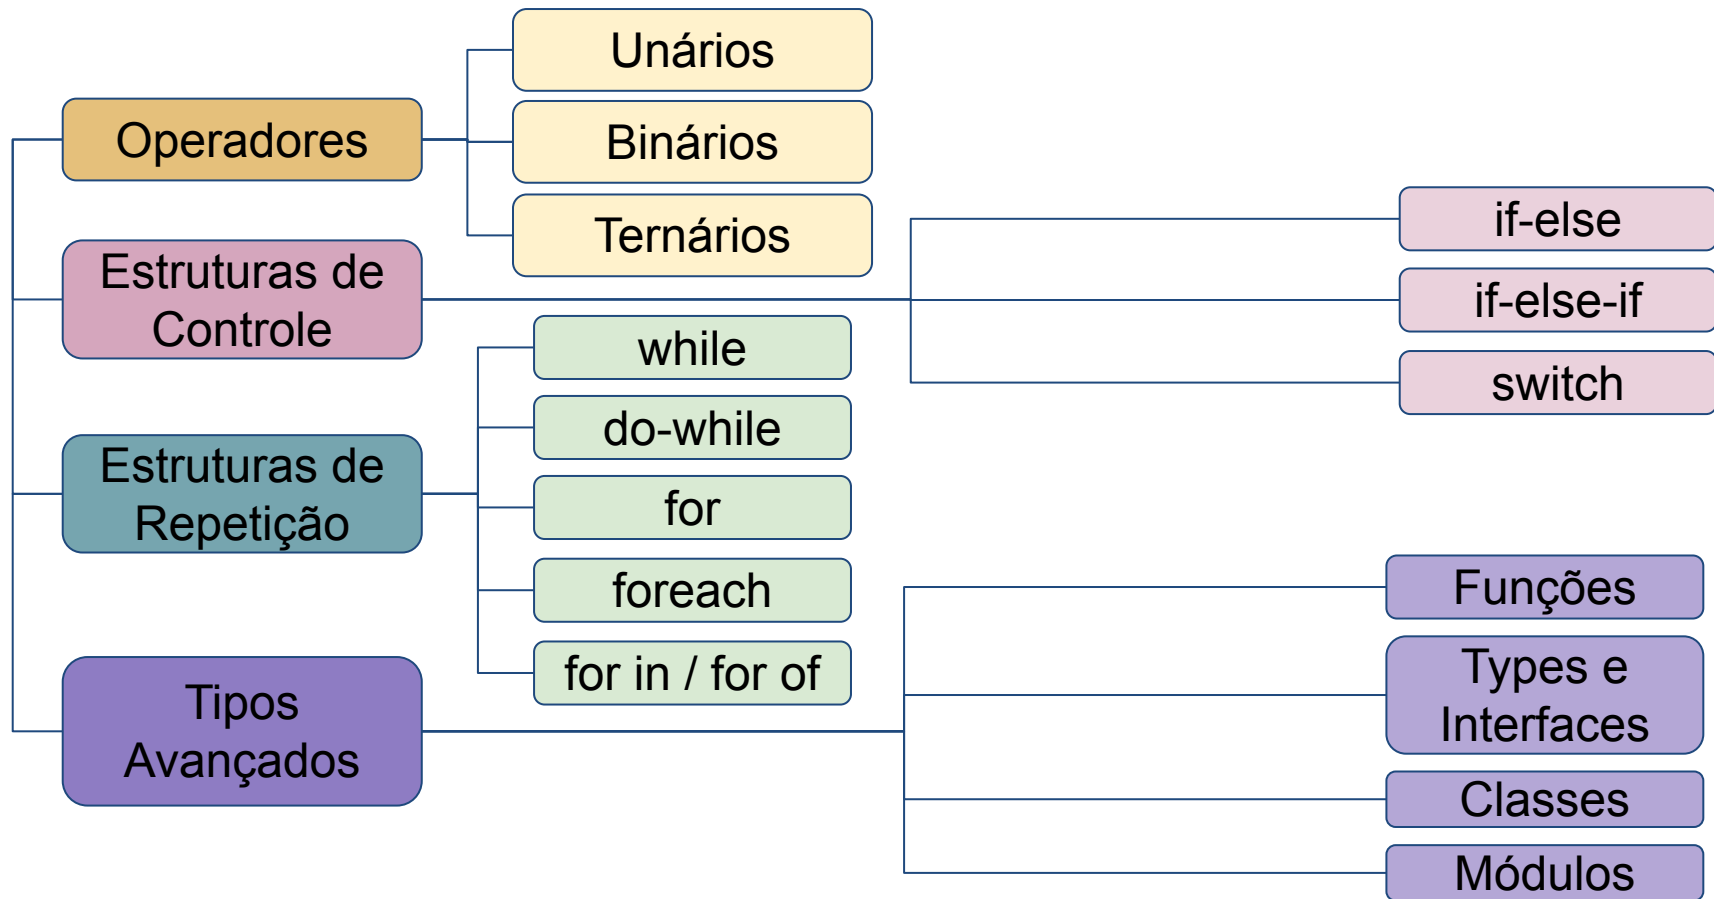 Operadores
Unários
Binários
Ternários
Estruturas de
Controle
if-else
if-else-if
switch
Estruturas de
Repetição
while
do-while
for
foreach
for in / for of
Tipos
Avançados
Funções
Types e
Interfaces
Classes
Módulos